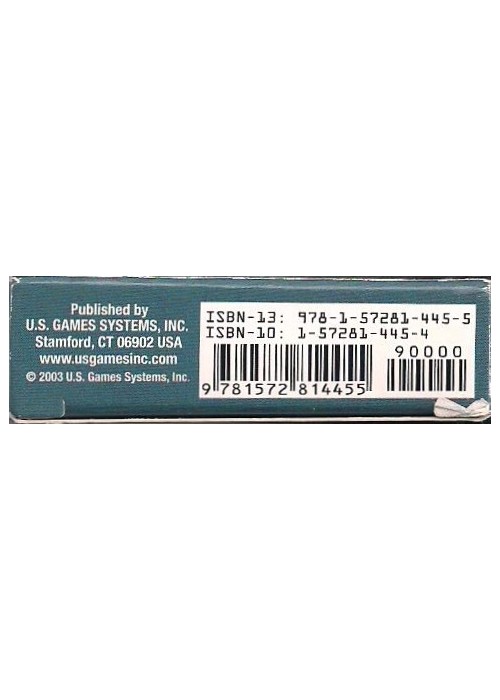 Published by
U.S. GAMES SYSTEMS, INC.
Stamford, CT 06902 USA
www.usgamesinc.com
© 2003 U.S. Games Systems, Inc.
ISBN-13: 978-1-57281-445-5
ISBN-10: 1-57281-445-4
90000
9 781572 814455